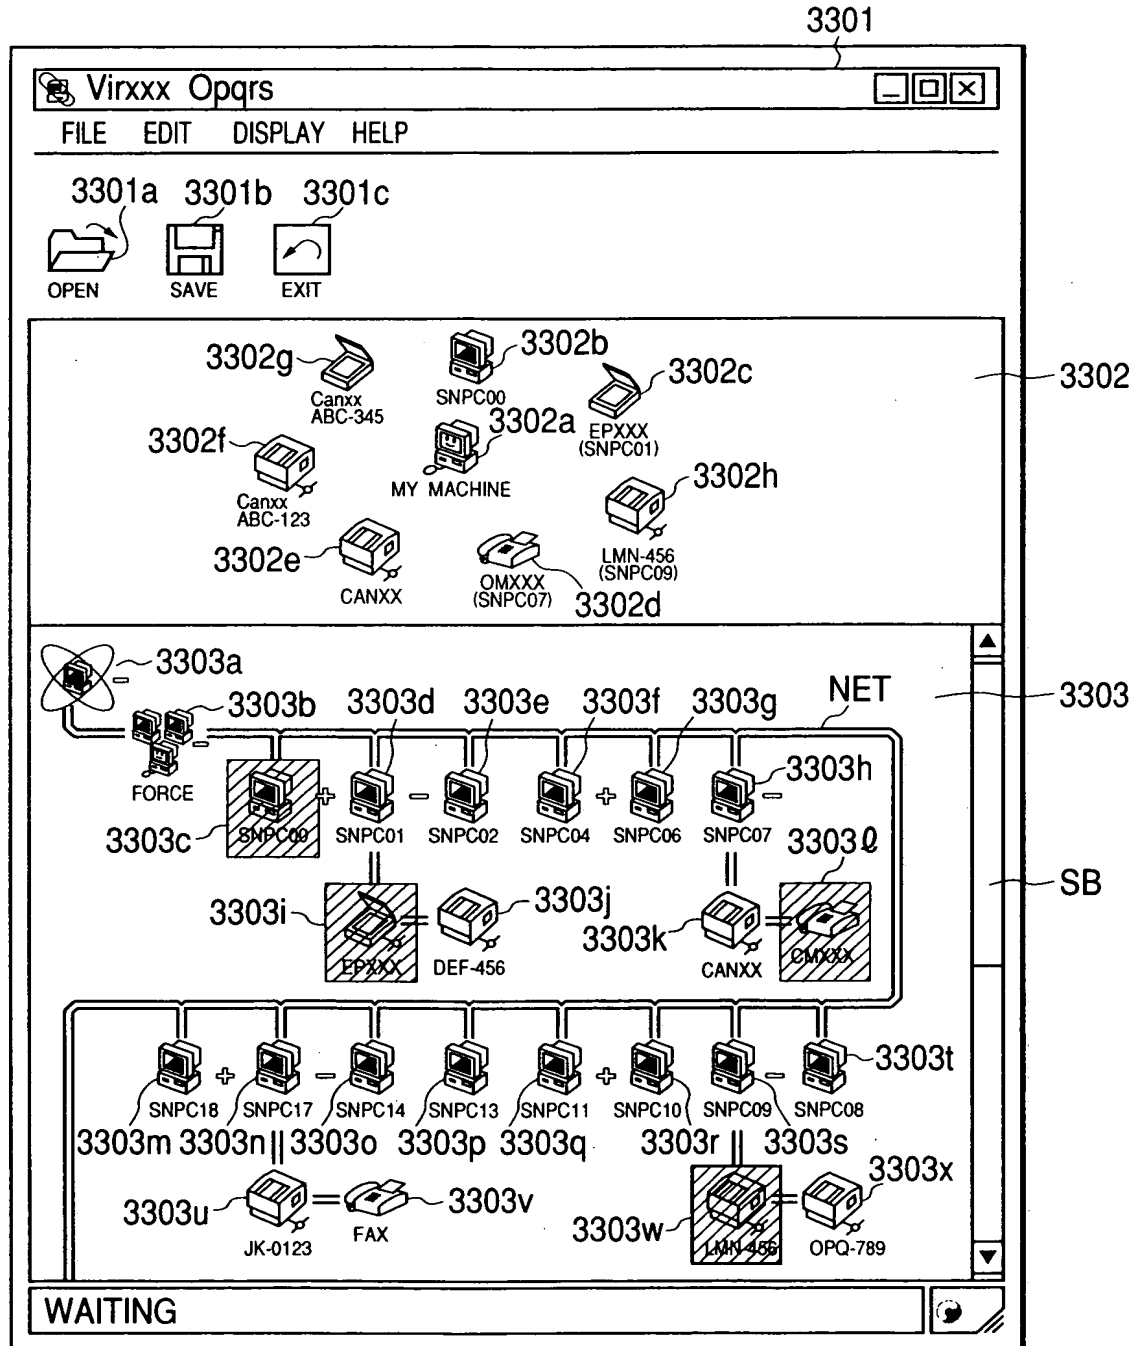 3301
Virxxx Opqrs
FILE EDIT DISPLAY HELP
3301a 3301b 3301c
OPEN SAVE EXIT
3302g 3302b 3302c 3302
Canxx
ABC-345
SNPC00
EPXXX
(SNPC01)
3302a
3302f
MY MACHINE
3302h
Canxx
ABC-123
LMN-456
(SNPC09)
3302e
CANXX
OMXXX
(SNPC07)
3302d
3303a
3303b 3303d 3303e 3303f 3303g NET 3303
FORCE
3303h
3303c SNPC00 + SNPC01 - SNPC02 SNPC04 + SNPC06 SNPC07 -
3303l
SB
3303i 3303j 3303k
EPXXX DEF-456 CANXX CMXXX
3303t
SNPC18 + SNPC17 - SNPC14 SNPC13 SNPC11 + SNPC10 SNPC09 - SNPC08
3303m 3303n 3303o 3303p 3303q 3303r 3303s
3303u 3303v 3303w 3303x
JK-0123 FAX LMN-456 OPQ-789
WAITING